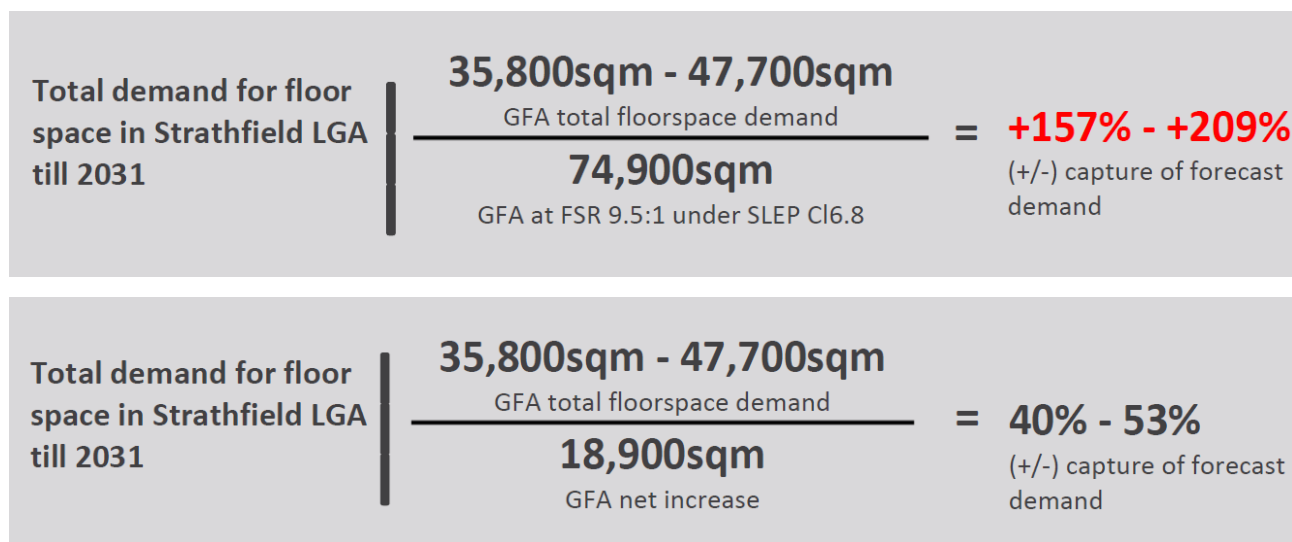 Total demand for floor
space in Strathfield LGA
till 2031
35,800sqm - 47,700sqm
GFA total floorspace demand
74,900sqm
GFA at FSR 9.5:1 under SLEP Cl6.8
=
+157% - +209%
(+/-) capture of forecast
demand
Total demand for floor
space in Strathfield LGA
till 2031
35,800sqm - 47,700sqm
GFA total floorspace demand
18,900sqm
GFA net increase
=
40% - 53%
(+/-) capture of forecast
demand